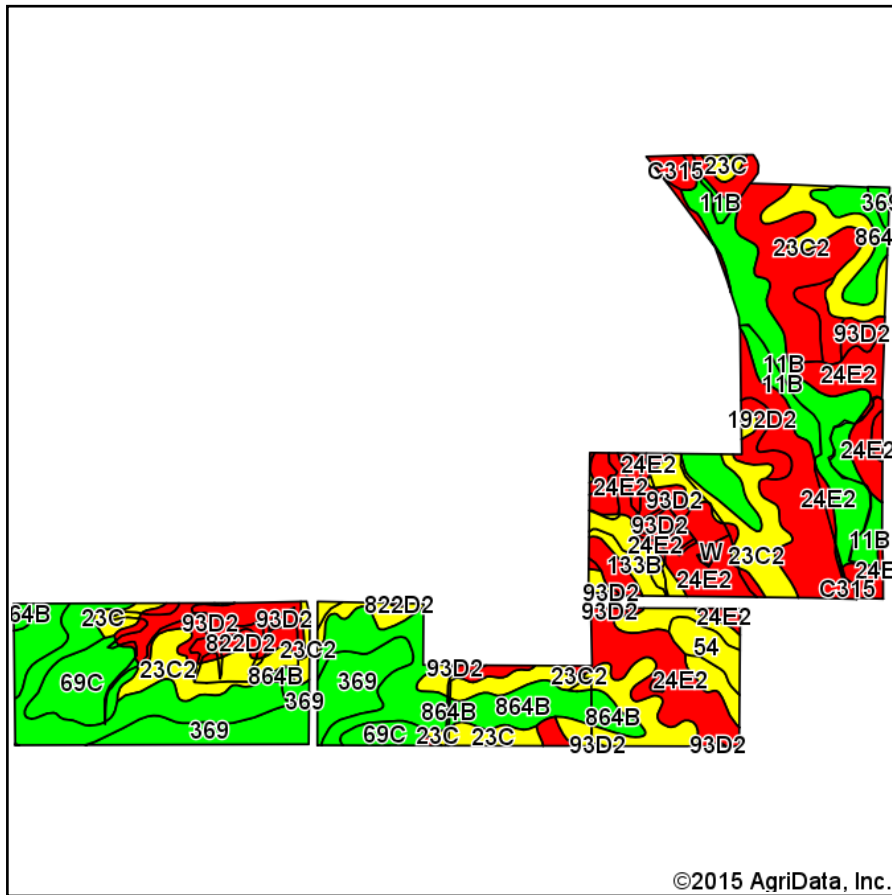 C315 23C
11B
369
23C2 864
93D2
11B
11B 24E2
192D2
24E2
24E2
24E2 93D2
24E2
93D2
24E2 W 23C2 11B
133B
24E2 24E
93D2 C315
64B 23C 93D2 93D2 822D2 93D2 24E2
822D2 54
23C2 23C2
69C 864B 369 93D2 23C2 24E2
369
864B 864B 864B
369 69C 23C 23C 93D2 93D2
©2015 AgriData, Inc.